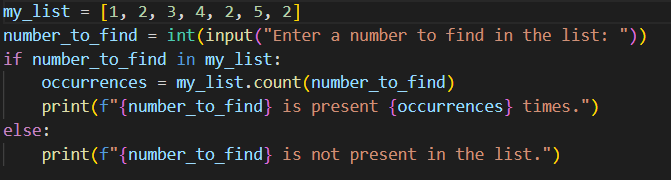 my_list = [1, 2, 3, 4, 2, 5, 2]
number_to_find = int(input("Enter a number to find in the list: "))
if number_to_find in my_list:
    occurrences = my_list.count(number_to_find)
    print(f"{number_to_find} is present {occurrences} times.")
else:
    print(f"{number_to_find} is not present in the list.")